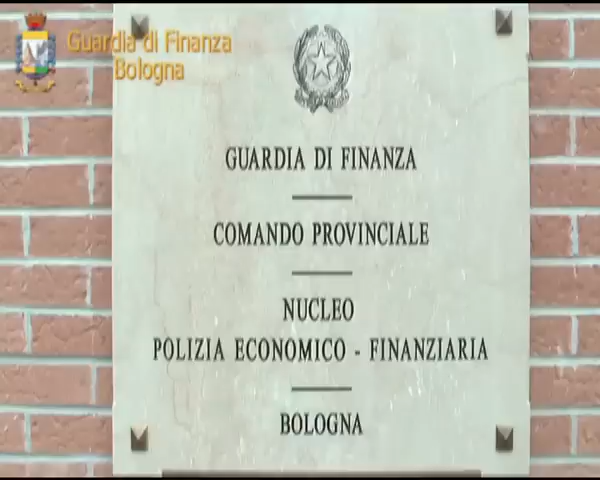 Guardia di Finanza
Bologna
GUARDIA DI FINANZA
COMANDO PROVINCIALE
NUCLEO
POLIZIA ECONOMICO - FINANZIARIA
BOLOGNA